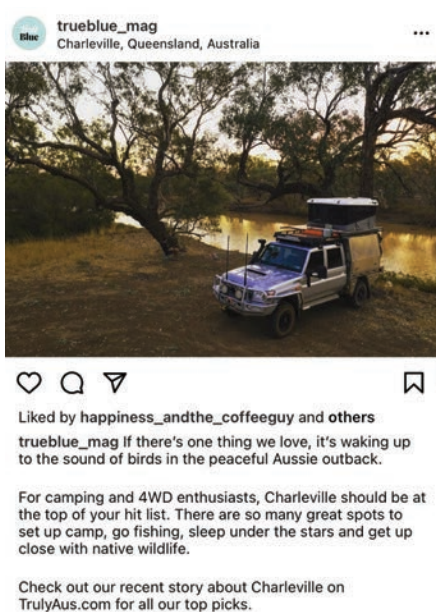 Blue
trueblue_mag
Charleville, Queensland, Australia
Liked by happiness_andthe_coffeeguy and others
trueblue_mag If there's one thing we love, it's waking up
to the sound of birds in the peaceful Aussie outback.
For camping and 4WD enthusiasts, Charleville should be at
the top of your hit list. There are so many great spots to
set up camp, go fishing, sleep under the stars and get up
close with native wildlife.
Check out our recent story about Charleville on
TrulyAus.com for all our top picks.